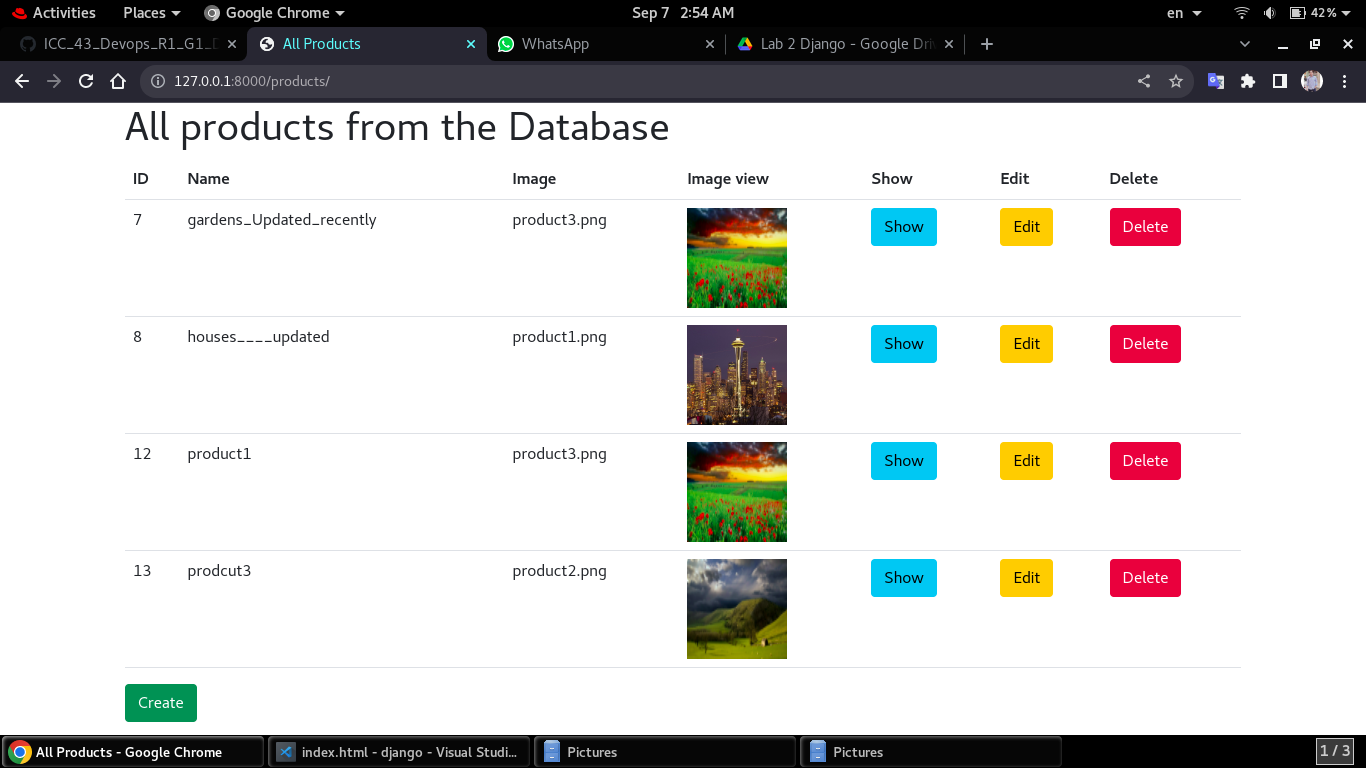 Activities Places Google Chrome Sep 7 2:54 AM en 42%
ICC_43_Devops_R1_G1_D All Products WhatsApp Lab 2 Django - Google Driv
127.0.0.1:8000/products/
All products from the Database
ID Name Image Image view Show Edit Delete
7 gardens_Updated_recently product3.png Show Edit Delete
8 houses____updated product1.png Show Edit Delete
12 product1 product3.png Show Edit Delete
13 prodcut3 product2.png Show Edit Delete
Create
All Products - Google Chrome index.html - django - Visual Studi... Pictures Pictures 1 / 3